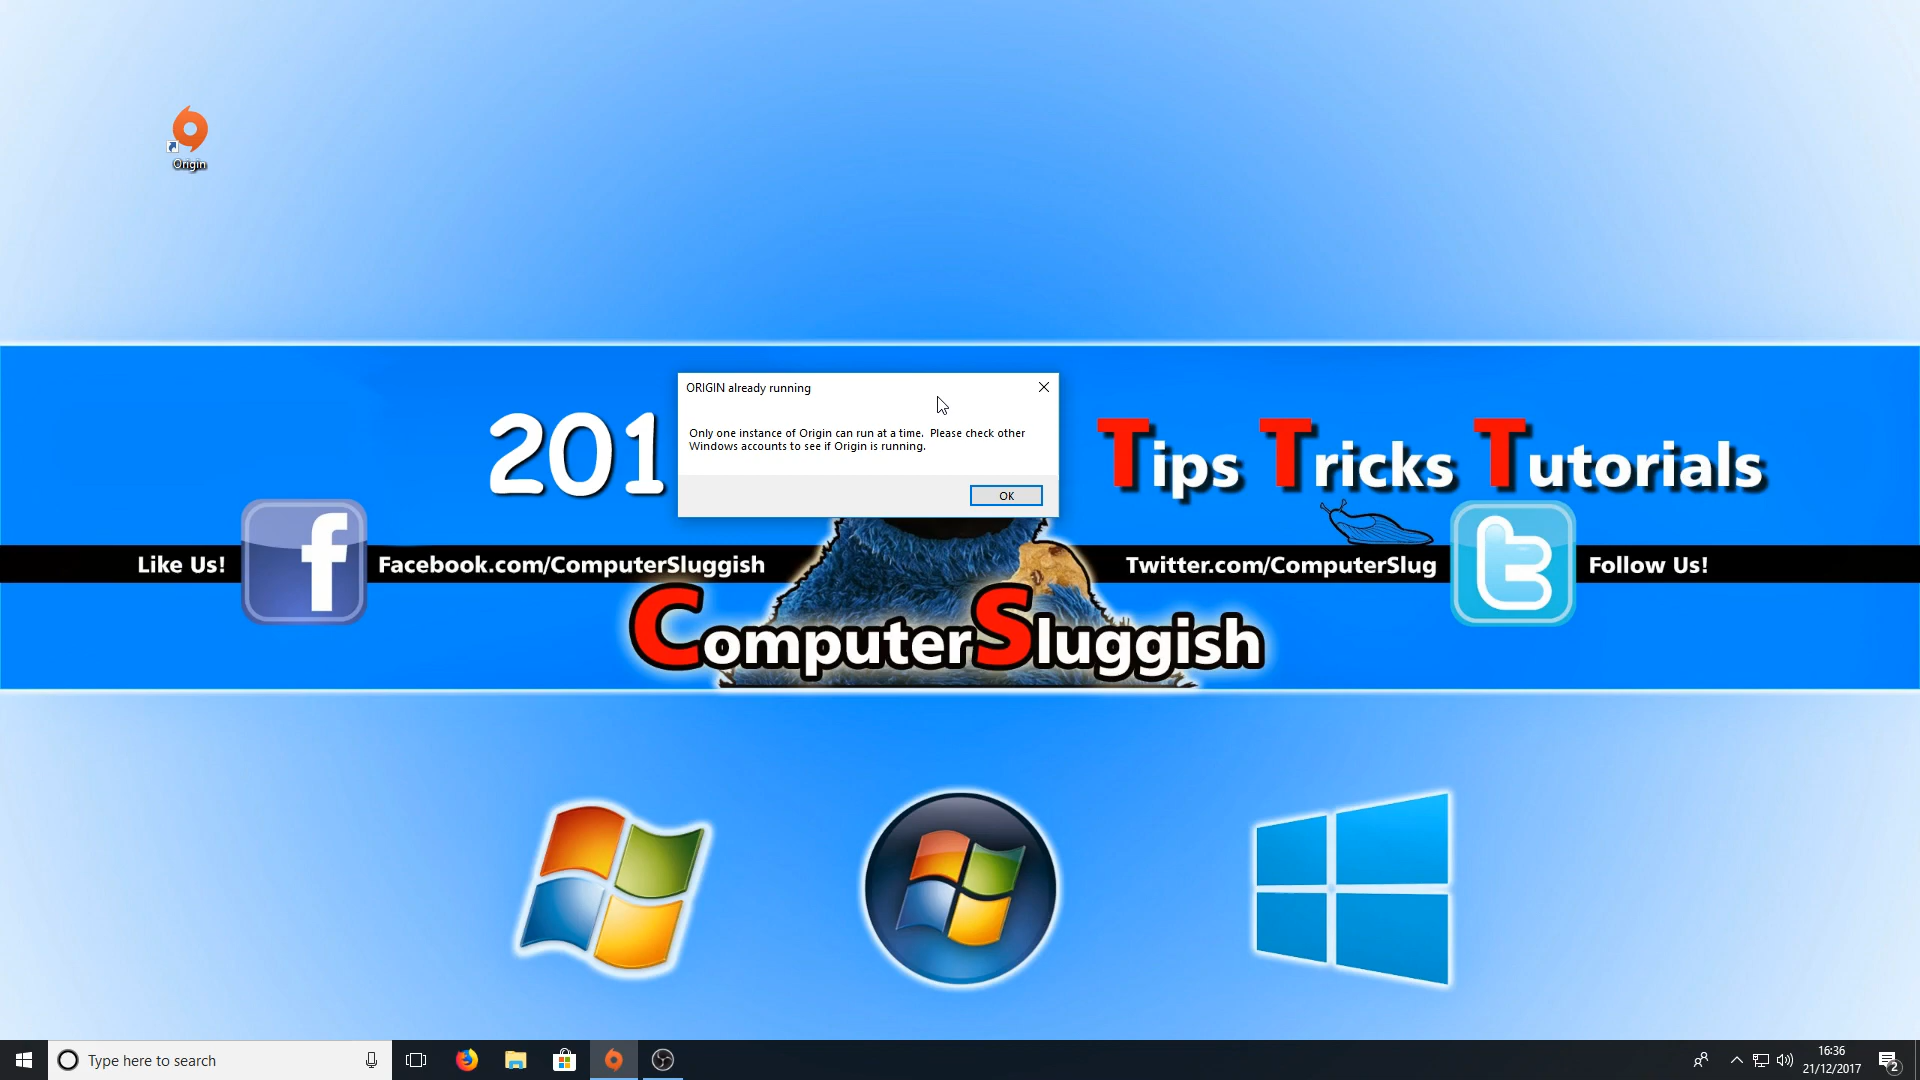 Origin
ORIGIN already running
Only one instance of Origin can run at a time.  Please check other
Windows accounts to see if Origin is running.
OK
201
Tips Tricks Tutorials
Like Us!
f
Facebook.com/ComputerSluggish
Twitter.com/ComputerSlug
t
Follow Us!
ComputerSluggish
Type here to search
16:36
21/12/2017
2